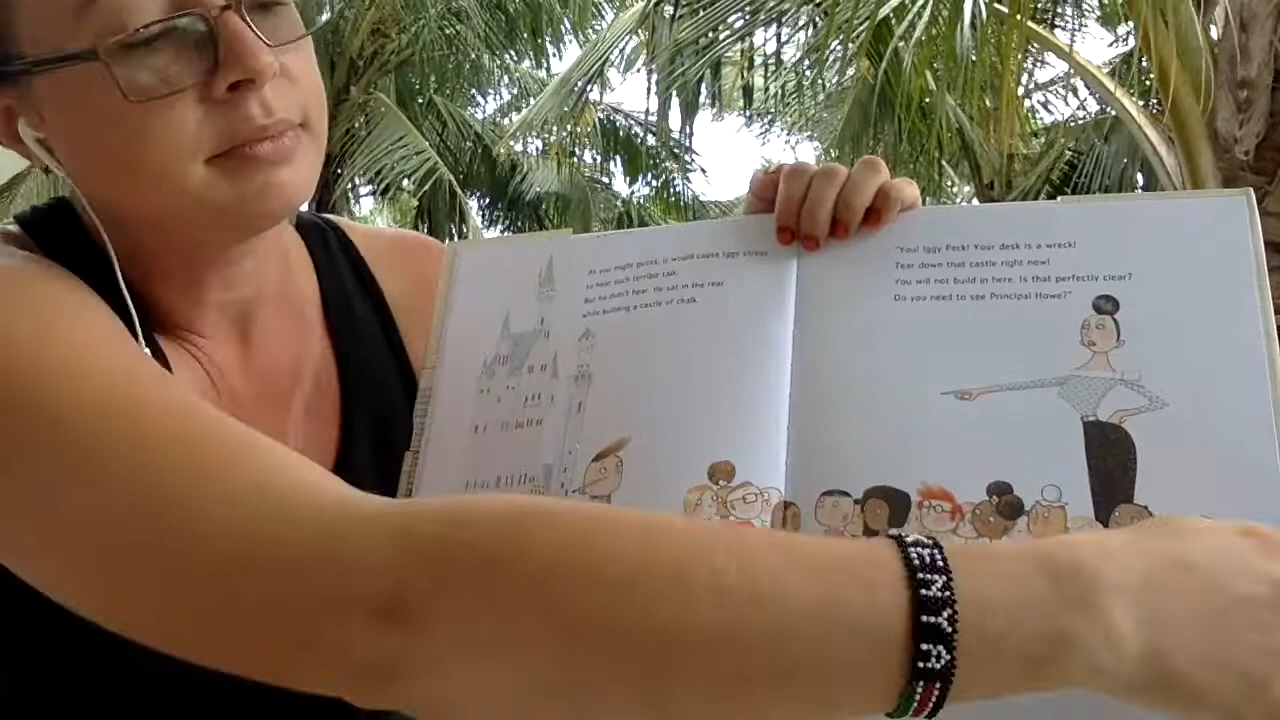 As you might guess, it would cause Iggy stress
to hear such terrible talk.
But he didn't hear. He sat in the rear
while building a castle of chalk.
"You! Iggy Peck! Your desk is a wreck!
Tear down that castle right now!
You will not build in here. Is that perfectly clear?
Do you need to see Principal Howe?"